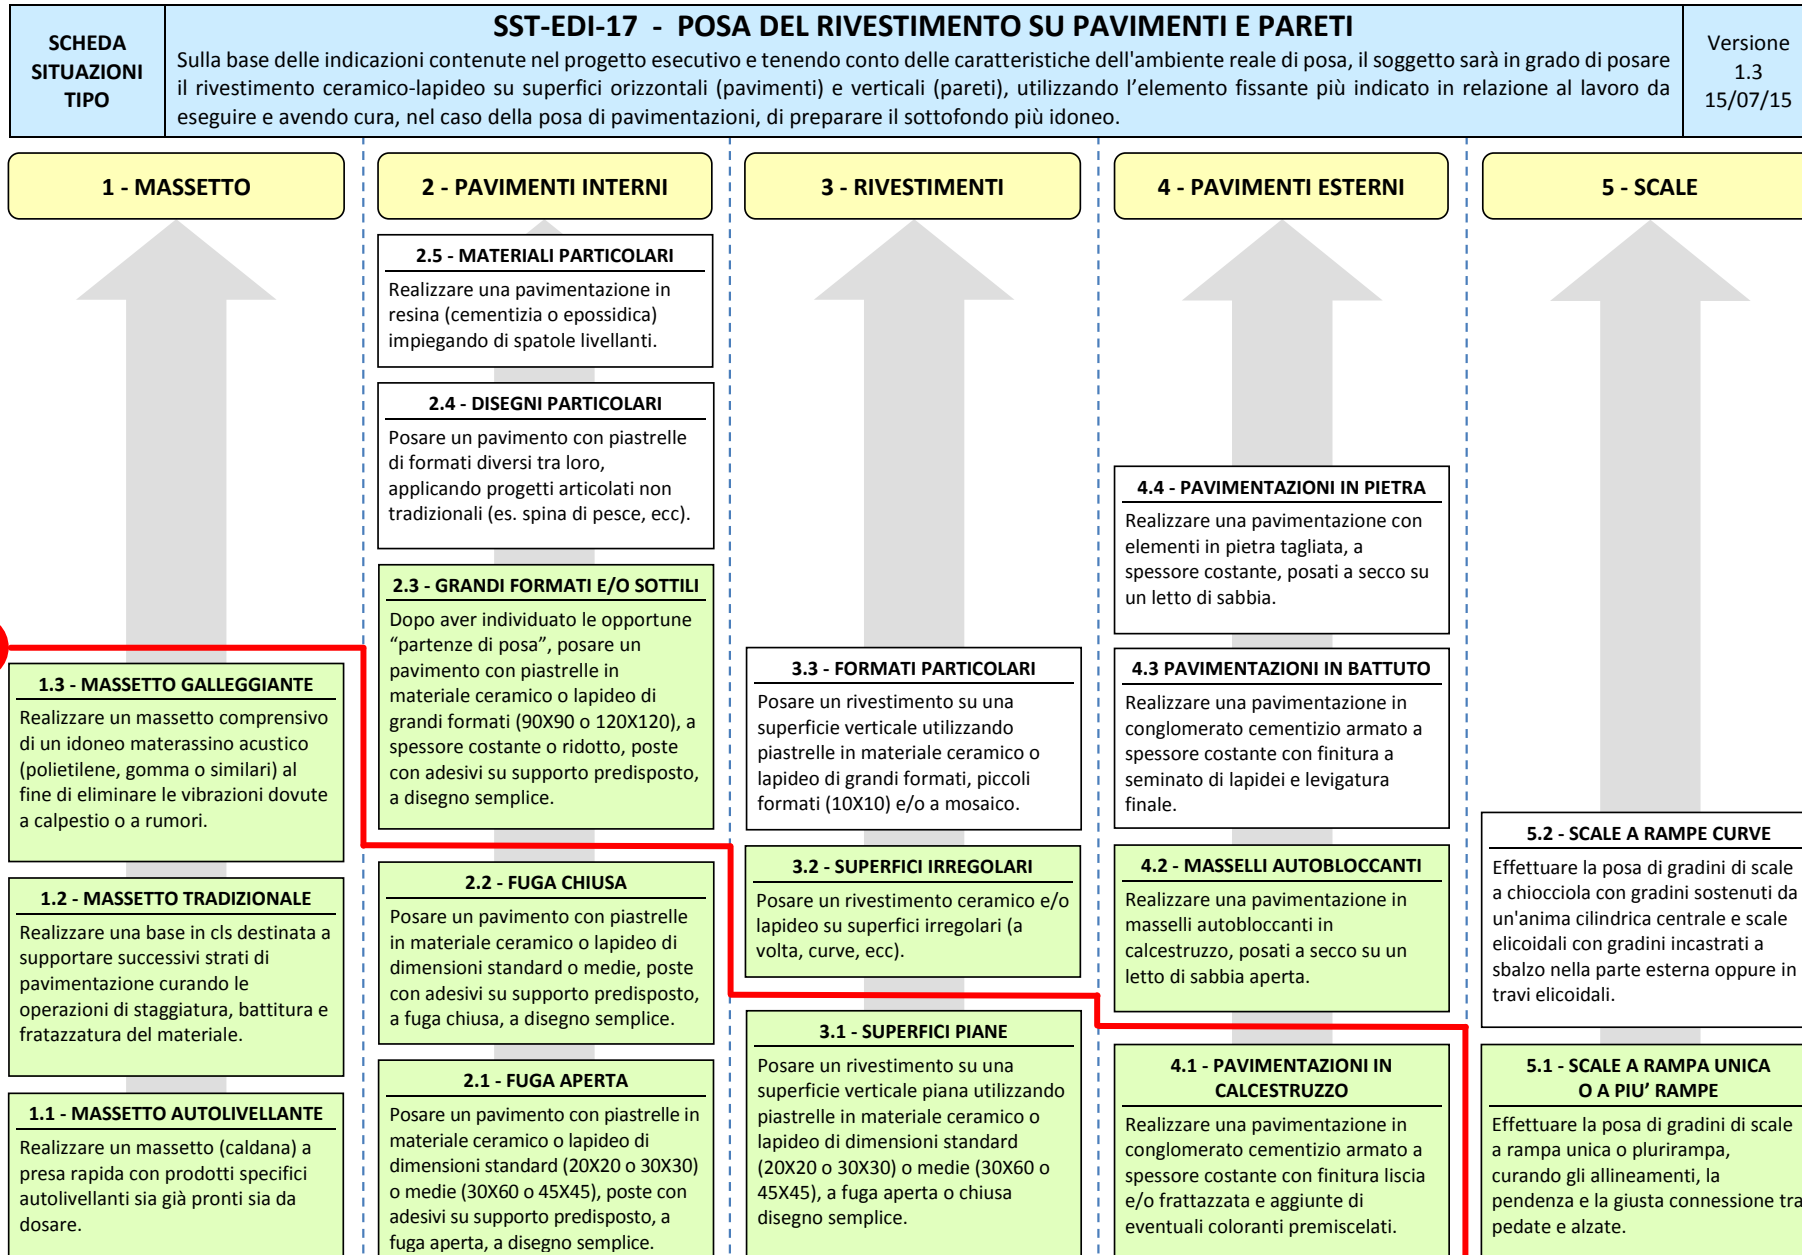 SCHEDA
SITUAZIONI
TIPO
SST-EDI-17 - POSA DEL RIVESTIMENTO SU PAVIMENTI E PARETI
Sulla base delle indicazioni contenute nel progetto esecutivo e tenendo conto delle caratteristiche dell'ambiente reale di posa, il soggetto sarà in grado di posare
il rivestimento ceramico-lapideo su superfici orizzontali (pavimenti) e verticali (pareti), utilizzando l'elemento fissante più indicato in relazione al lavoro da
eseguire e avendo cura, nel caso della posa di pavimentazioni, di preparare il sottofondo più idoneo.
Versione
1.3
15/07/15
1 - MASSETTO
1.3 - MASSETTO GALLEGGIANTE
Realizzare un massetto comprensivo
di un idoneo materassino acustico
(polietilene, gomma o similari) al
fine di eliminare le vibrazioni dovute
a calpestio o a rumori.
1.2 - MASSETTO TRADIZIONALE
Realizzare una base in cls destinata a
supportare successivi strati di
pavimentazione curando le
operazioni di staggiatura, battitura e
fratazzatura del materiale.
1.1 - MASSETTO AUTOLIVELLANTE
Realizzare un massetto (caldana) a
presa rapida con prodotti specifici
autolivellanti sia già pronti sia da
dosare.
2 - PAVIMENTI INTERNI
2.5 - MATERIALI PARTICOLARI
Realizzare una pavimentazione in
resina (cementizia o epossidica)
impiegando di spatole livellanti.
2.4 - DISEGNI PARTICOLARI
Posare un pavimento con piastrelle
di formati diversi tra loro,
applicando progetti articolati non
tradizionali (es. spina di pesce, ecc).
2.3 - GRANDI FORMATI E/O SOTTILI
Dopo aver individuato le opportune
“partenze di posa”, posare un
pavimento con piastrelle in
materiale ceramico o lapideo di
grandi formati (90X90 o 120X120), a
spessore costante o ridotto, poste
con adesivi su supporto predisposto,
a disegno semplice.
2.2 - FUGA CHIUSA
Posare un pavimento con piastrelle
in materiale ceramico o lapideo di
dimensioni standard o medie, poste
con adesivi su supporto predisposto,
a fuga chiusa, a disegno semplice.
2.1 - FUGA APERTA
Posare un pavimento con piastrelle in
materiale ceramico o lapideo di
dimensioni standard (20X20 o 30X30)
o medie (30X60 o 45X45), poste con
adesivi su supporto predisposto, a
fuga aperta, a disegno semplice.
3 - RIVESTIMENTI
3.3 - FORMATI PARTICOLARI
Posare un rivestimento su una
superficie verticale utilizzando
piastrelle in materiale ceramico o
lapideo di grandi formati, piccoli
formati (10X10) e/o a mosaico.
3.2 - SUPERFICI IRREGOLARI
Posare un rivestimento ceramico e/o
lapideo su superfici irregolari (a
volta, curve, ecc).
3.1 - SUPERFICI PIANE
Posare un rivestimento su una
superficie verticale piana utilizzando
piastrelle in materiale ceramico o
lapideo di dimensioni standard
(20X20 o 30X30) o medie (30X60 o
45X45), a fuga aperta o chiusa
disegno semplice.
4 - PAVIMENTI ESTERNI
4.4 - PAVIMENTAZIONI IN PIETRA
Realizzare una pavimentazione con
elementi in pietra tagliata, a
spessore costante, posati a secco su
un letto di sabbia.
4.3 PAVIMENTAZIONI IN BATTUTO
Realizzare una pavimentazione in
conglomerato cementizio armato a
spessore costante con finitura a
seminato di lapidei e levigatura
finale.
4.2 - MASSELLI AUTOBLOCCANTI
Realizzare una pavimentazione in
masselli autobloccanti in
calcestruzzo, posati a secco su un
letto di sabbia aperta.
4.1 - PAVIMENTAZIONI IN
CALCESTRUZZO
Realizzare una pavimentazione in
conglomerato cementizio armato a
spessore costante con finitura liscia
e/o frattazzata e aggiunte di
eventuali coloranti premiscelati.
5 - SCALE
5.2 - SCALE A RAMPE CURVE
Effettuare la posa di gradini di scale
a chiocciola con gradini sostenuti da
un'anima cilindrica centrale e scale
elicoidali con gradini incastrati a
sbalzo nella parte esterna oppure in
travi elicoidali.
5.1 - SCALE A RAMPA UNICA
O A PIU’ RAMPE
Effettuare la posa di gradini di scale
a rampa unica o plurirampa,
curando gli allineamenti, la
pendenza e la giusta connessione tra
pedate e alzate.